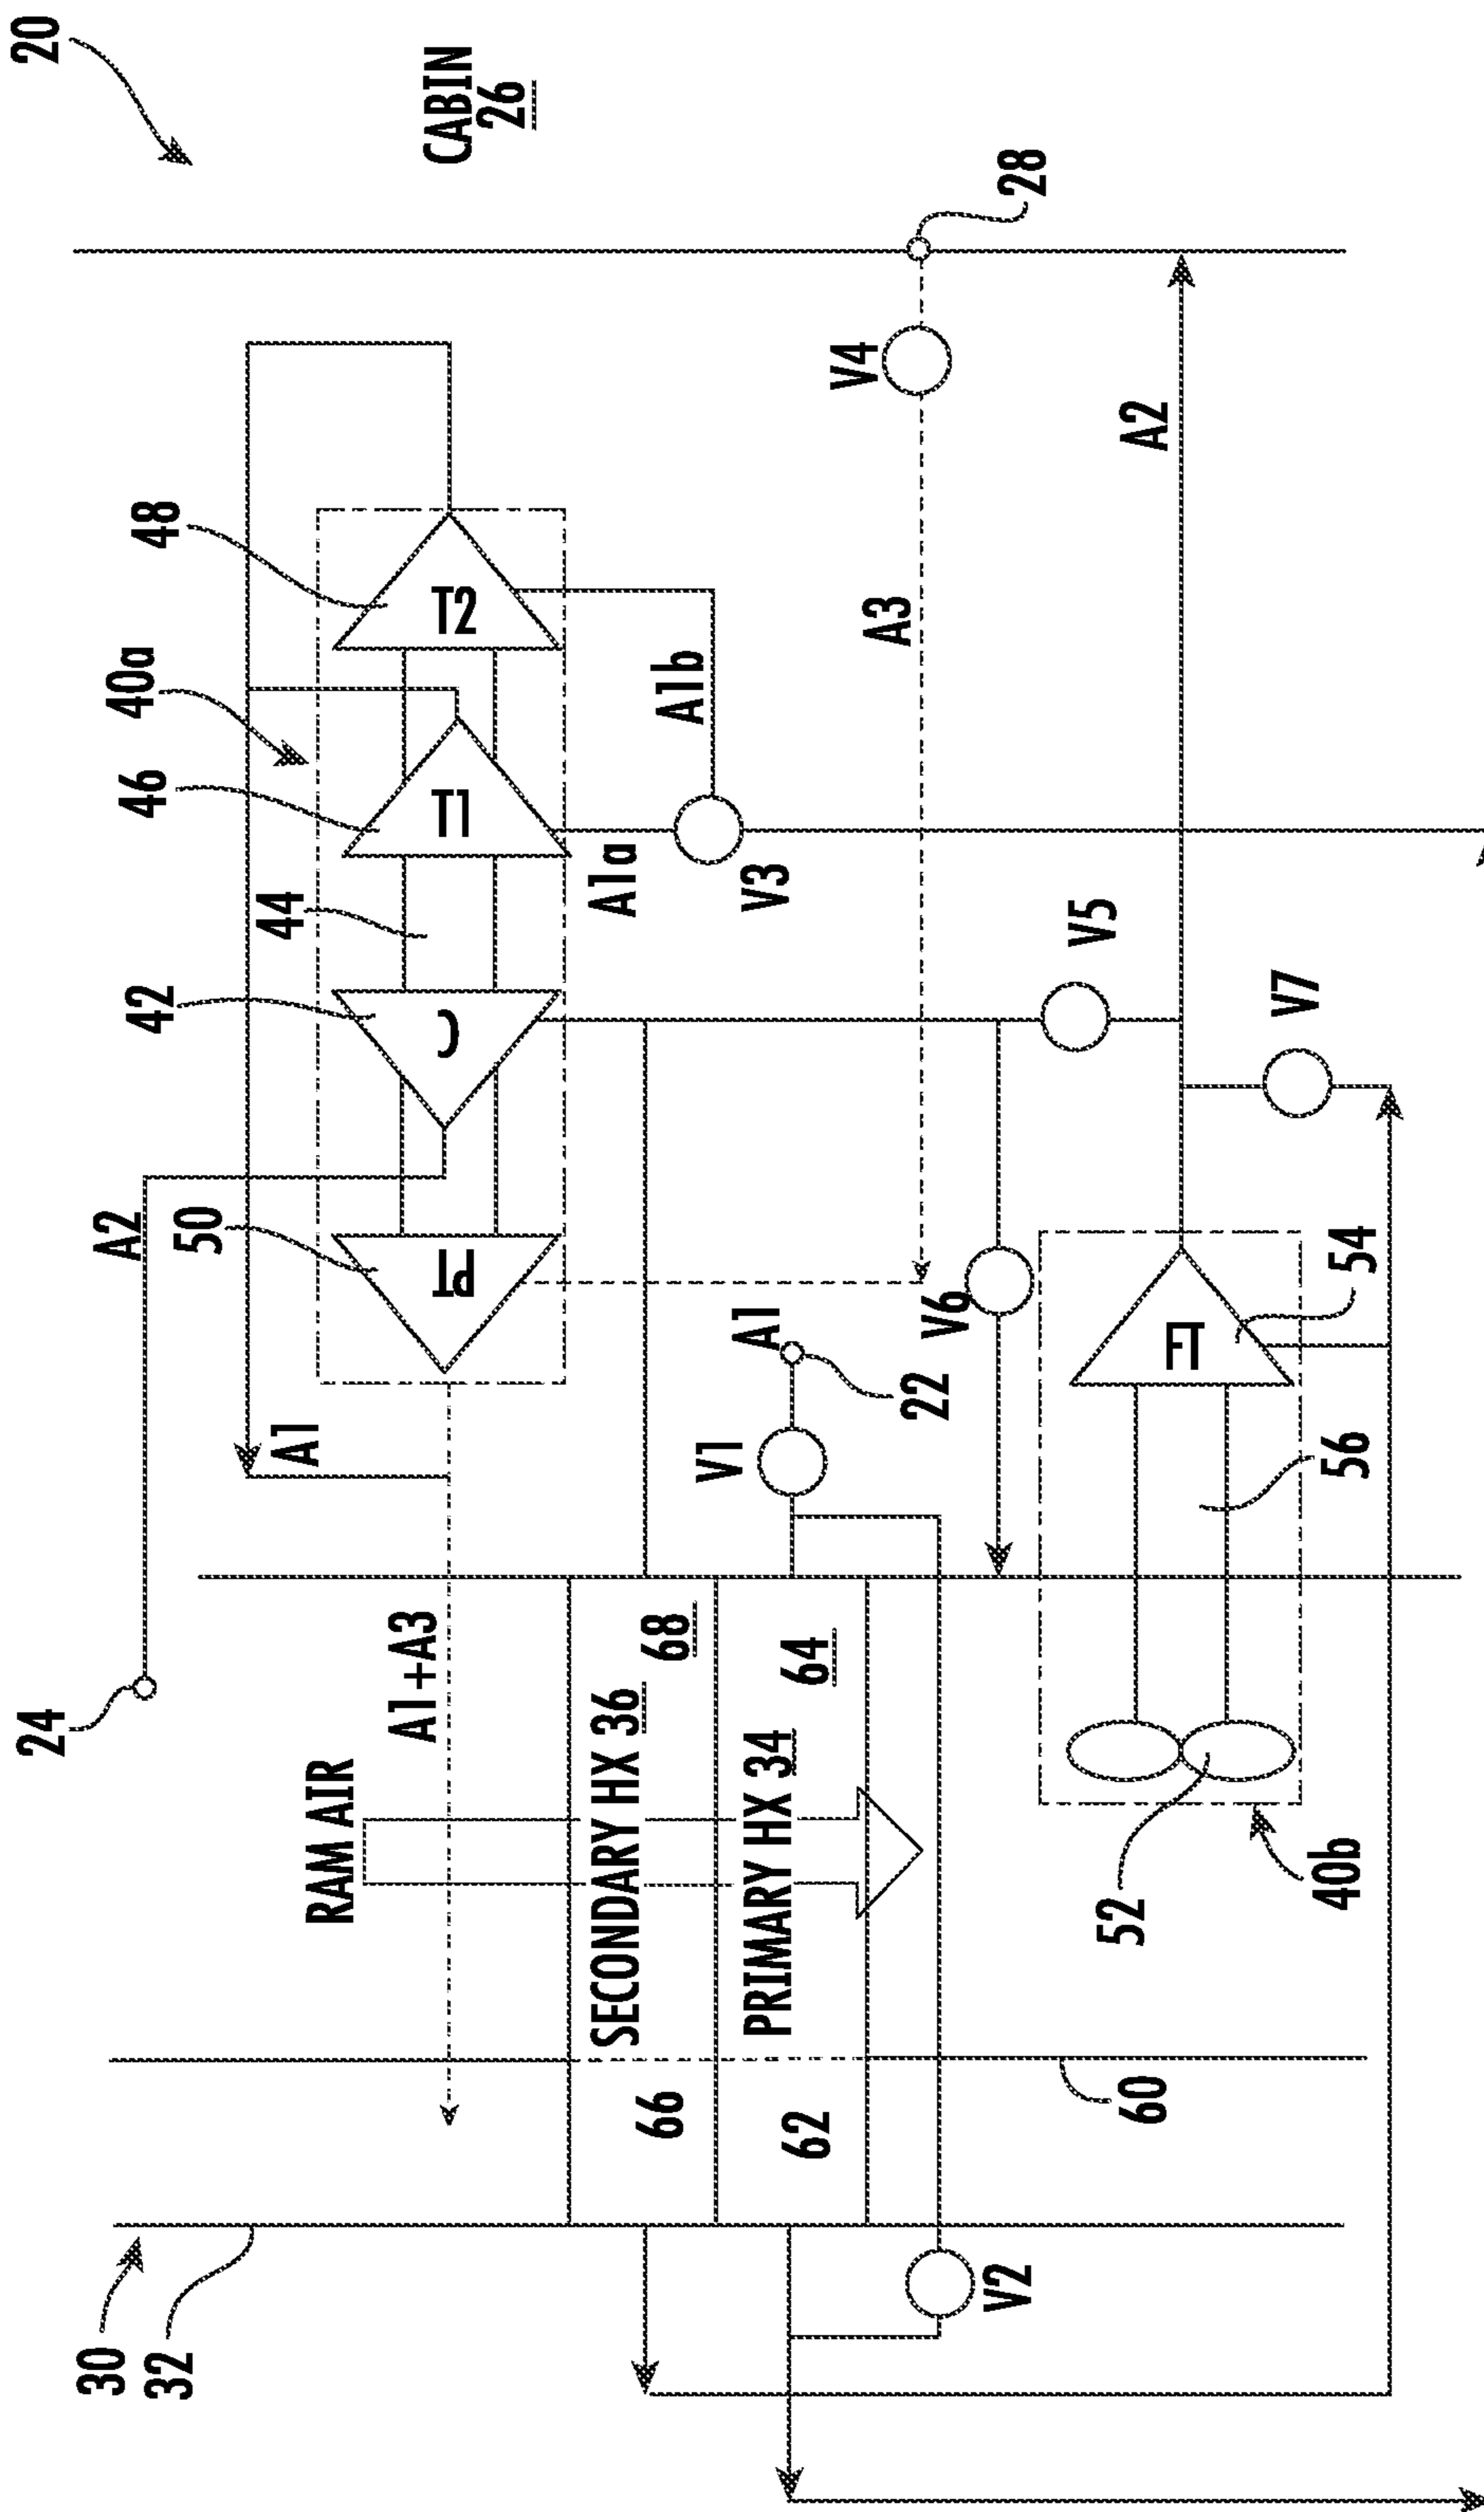 20
CABIN
26
28
V4
A2
48
T2
40a
A1b
A3
46
T1
A1a
V3
44
V5
42
C
V7
A2
50
PT
A1
V6
54
FT
22
A1
V1
56
24
A1+A3
68
64
RAM AIR
SECONDARY HX 36
PRIMARY HX 34
52
40b
66
62
60
30
32
V2